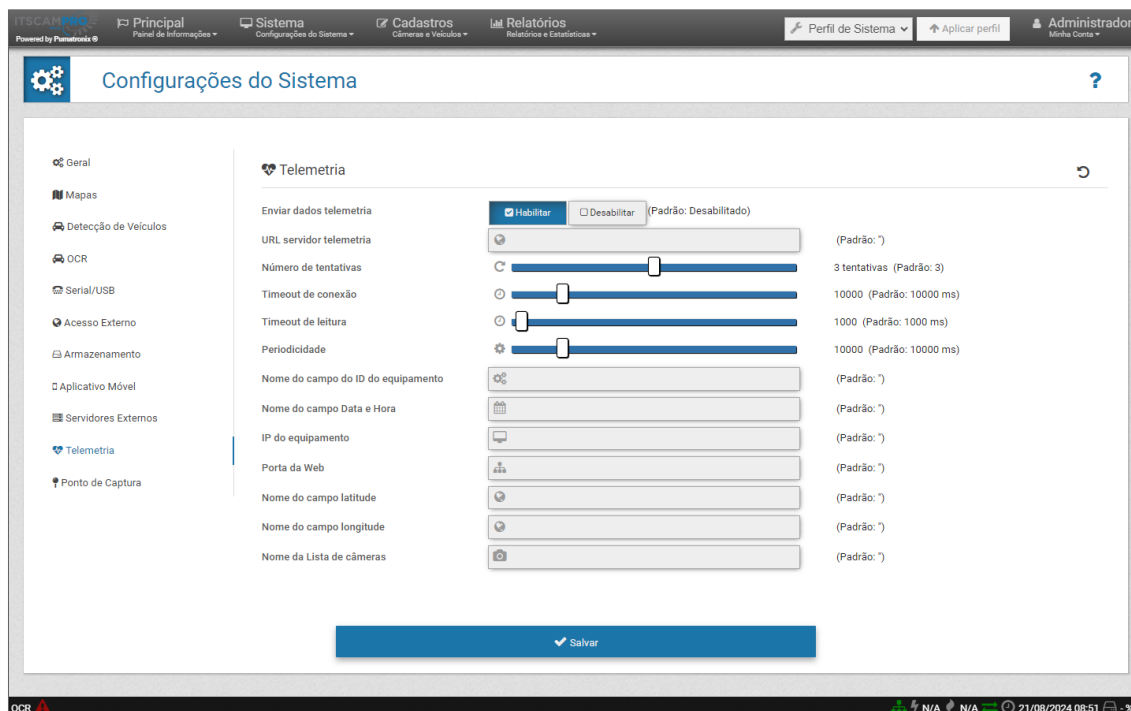 ITSCAMPRO
Powered by Pumatronix ®
Principal
Painel de Informações
Sistema
Configurações do Sistema
Cadastros
Câmeras e Veículos
Relatórios
Relatórios e Estatísticas
Perfil de Sistema
Aplicar perfil
Administrador
Minha Conta
Configurações do Sistema
?
Geral
Mapas
Detecção de Veículos
OCR
Serial/USB
Acesso Externo
Armazenamento
Aplicativo Móvel
Servidores Externos
Telemetria
Ponto de Captura
Telemetria
Enviar dados telemetria Habilitar Desabilitar (Padrão: Desabilitado)
URL servidor telemetria (Padrão: '')
Número de tentativas 3 tentativas (Padrão: 3)
Timeout de conexão 10000 (Padrão: 10000 ms)
Timeout de leitura 1000 (Padrão: 1000 ms)
Periodicidade 10000 (Padrão: 10000 ms)
Nome do campo do ID do equipamento (Padrão: '')
Nome do campo Data e Hora (Padrão: '')
IP do equipamento (Padrão: '')
Porta da Web (Padrão: '')
Nome do campo latitude (Padrão: '')
Nome do campo longitude (Padrão: '')
Nome da Lista de câmeras (Padrão: '')
Salvar
OCR
N/A N/A 21/08/2024 08:51 - %